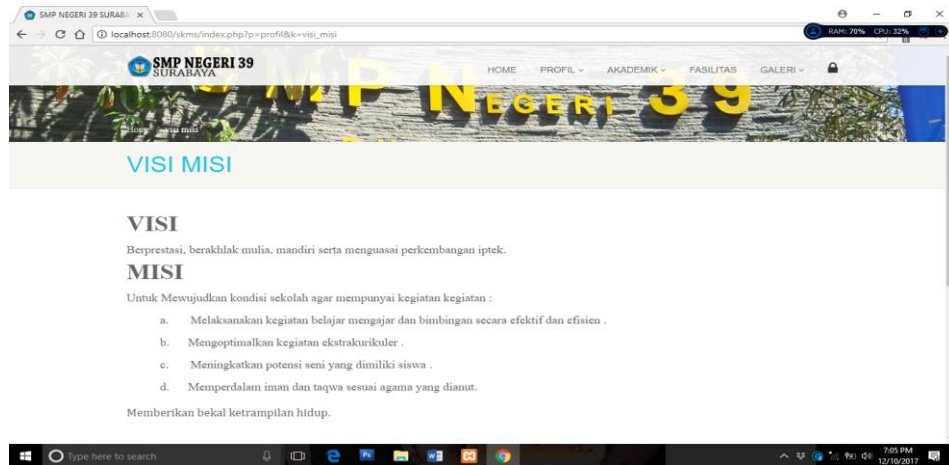 SMP NEGERI 39 SURABA
localhost:8080/skms/index.php?p=profil&k=visi_misi
RAM: 70% CPU: 32%
SMP NEGERI 39
SURABAYA
HOME PROFIL AKADEMIK FASILITAS GALERI
SMP NEGERI 39
Home visi misi
VISI MISI
VISI
Berprestasi, berakhlak mulia, mandiri serta menguasai perkembangan iptek.
MISI
Untuk Mewujudkan kondisi sekolah agar mempunyai kegiatan kegiatan :
a. Melaksanakan kegiatan belajar mengajar dan bimbingan secara efektif dan efisien .
b. Mengoptimalkan kegiatan ekstrakurikuler .
c. Meningkatkan potensi seni yang dimiliki siswa .
d. Memperdalam iman dan taqwa sesuai agama yang dianut.
Memberikan bekal ketrampilan hidup.
Type here to search
7:05 PM
12/10/2017